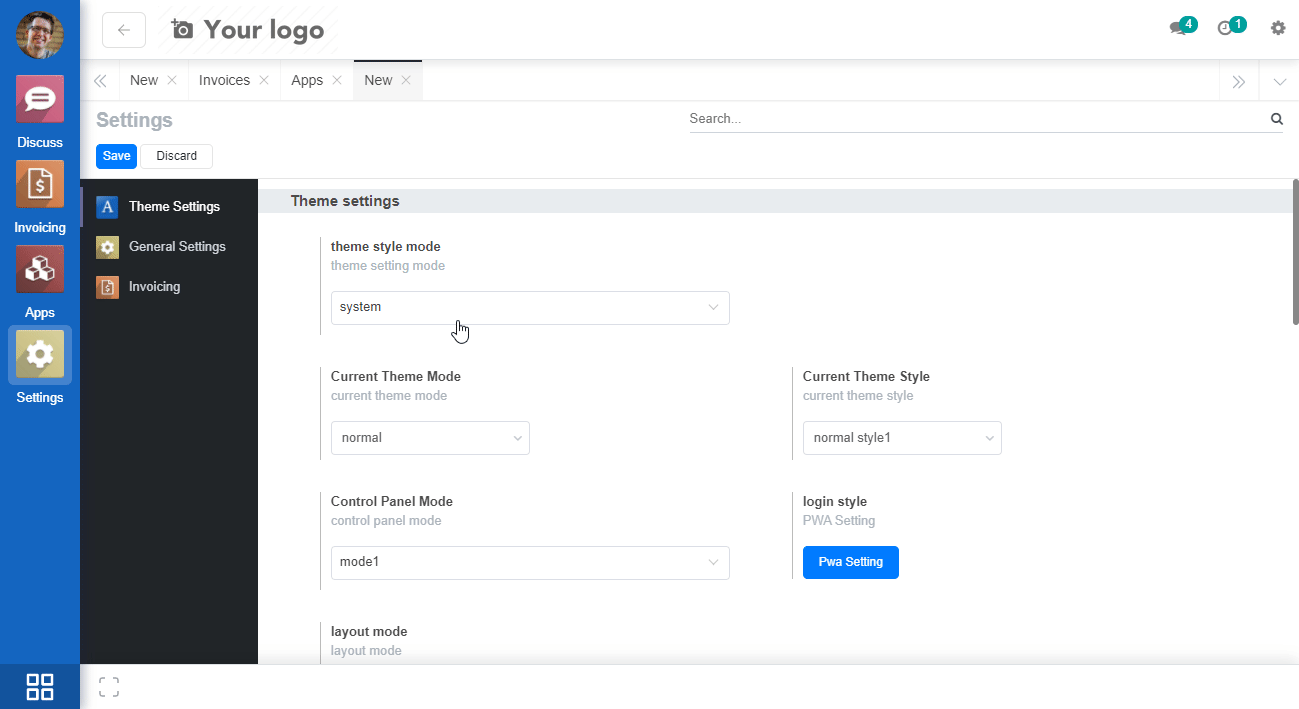 Your logo
4
1
New
Invoices
Apps
New
Settings
Search...
Save
Discard
Discuss
Invoicing
Apps
Settings
A
Theme Settings
General Settings
Invoicing
Theme settings
theme style mode
theme setting mode
system
Current Theme Mode
current theme mode
normal
Current Theme Style
current theme style
normal style1
Control Panel Mode
control panel mode
mode1
login style
PWA Setting
Pwa Setting
layout mode
layout mode